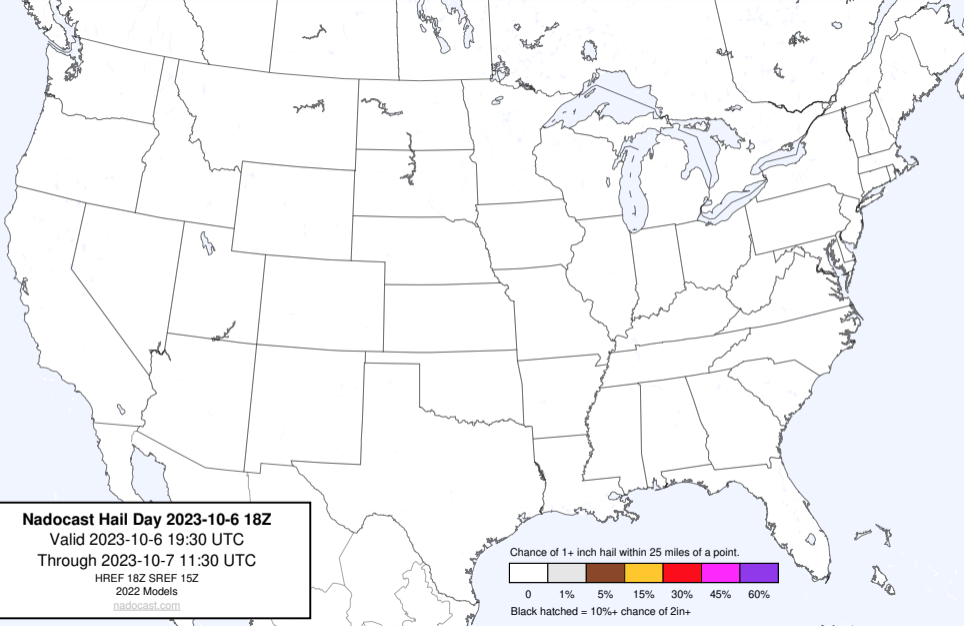 Nadocast Hail Day 2023-10-6 18Z
Valid 2023-10-6 19:30 UTC
Through 2023-10-7 11:30 UTC
HREF 18Z SREF 15Z
2022 Models
nadocast.com
Chance of 1+ inch hail within 25 miles of a point.
0 1% 5% 15% 30% 45% 60%
Black hatched = 10%+ chance of 2in+